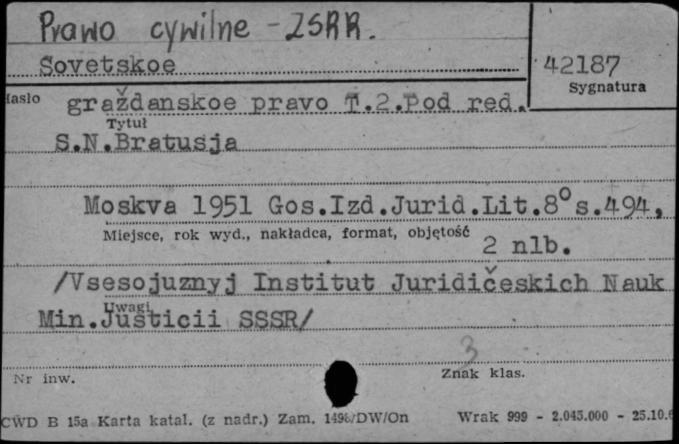 Prawo cywilne - ZSRR.
Sovetskoe
42187
Sygnatura
Hasło
graždanskoe pravo T.2.Pod red.
Tytuł
S.N.Bratusja
Moskva 1951 Gos.Izd.Jurid.Lit.8° s.494,
Miejsce, rok wyd., nakładca, format, objętość
2 nlb.
/Vsesojuznyj Institut Juridičeskich Nauk
Uwagi
Min.Justicii SSSR/
3
Nr inw.
Znak klas.
CWD B 15a Karta katal. (z nadr.) Zam. 1498/DW/On Wrak 999 - 2.045.000 - 25.10.